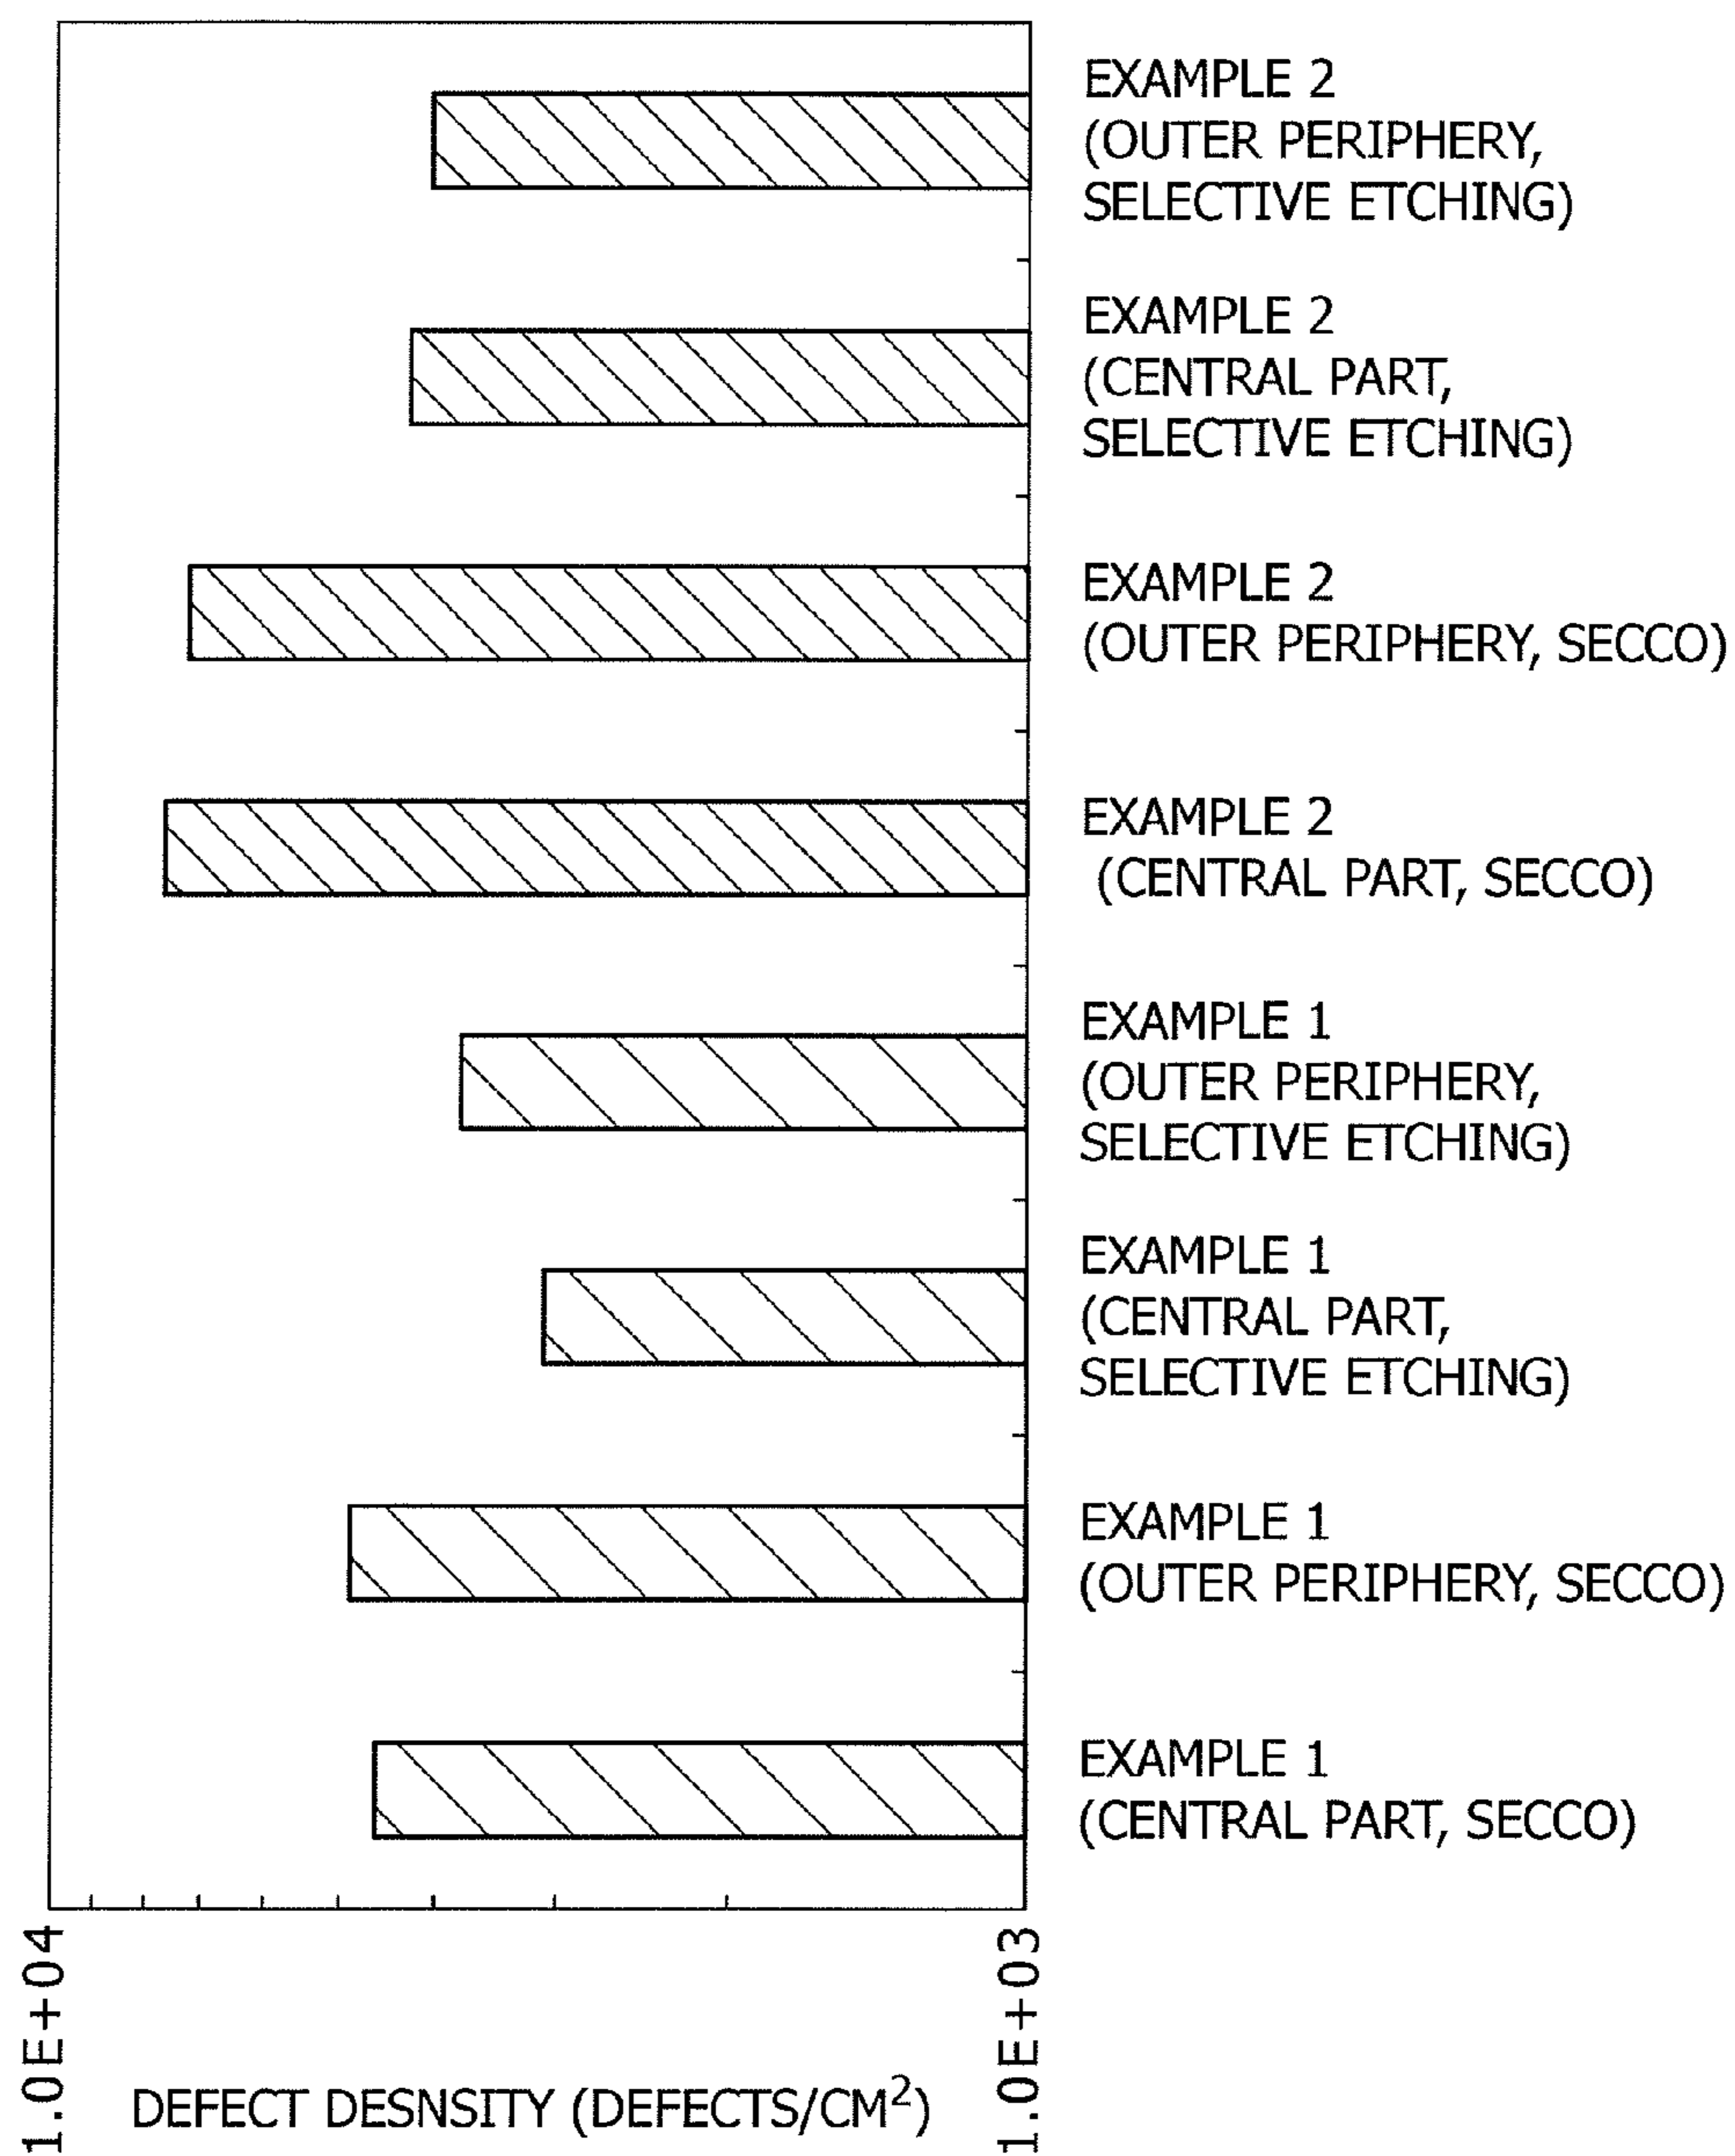 EXAMPLE 2
(OUTER PERIPHERY,
SELECTIVE ETCHING)
EXAMPLE 2
(CENTRAL PART,
SELECTIVE ETCHING)
EXAMPLE 2
(OUTER PERIPHERY, SECCO)
EXAMPLE 2
(CENTRAL PART, SECCO)
EXAMPLE 1
(OUTER PERIPHERY,
SELECTIVE ETCHING)
EXAMPLE 1
(CENTRAL PART,
SELECTIVE ETCHING)
EXAMPLE 1
(OUTER PERIPHERY, SECCO)
EXAMPLE 1
(CENTRAL PART, SECCO)
1.0E+04
1.0E+03
DEFECT DESNSITY (DEFECTS/CM²)